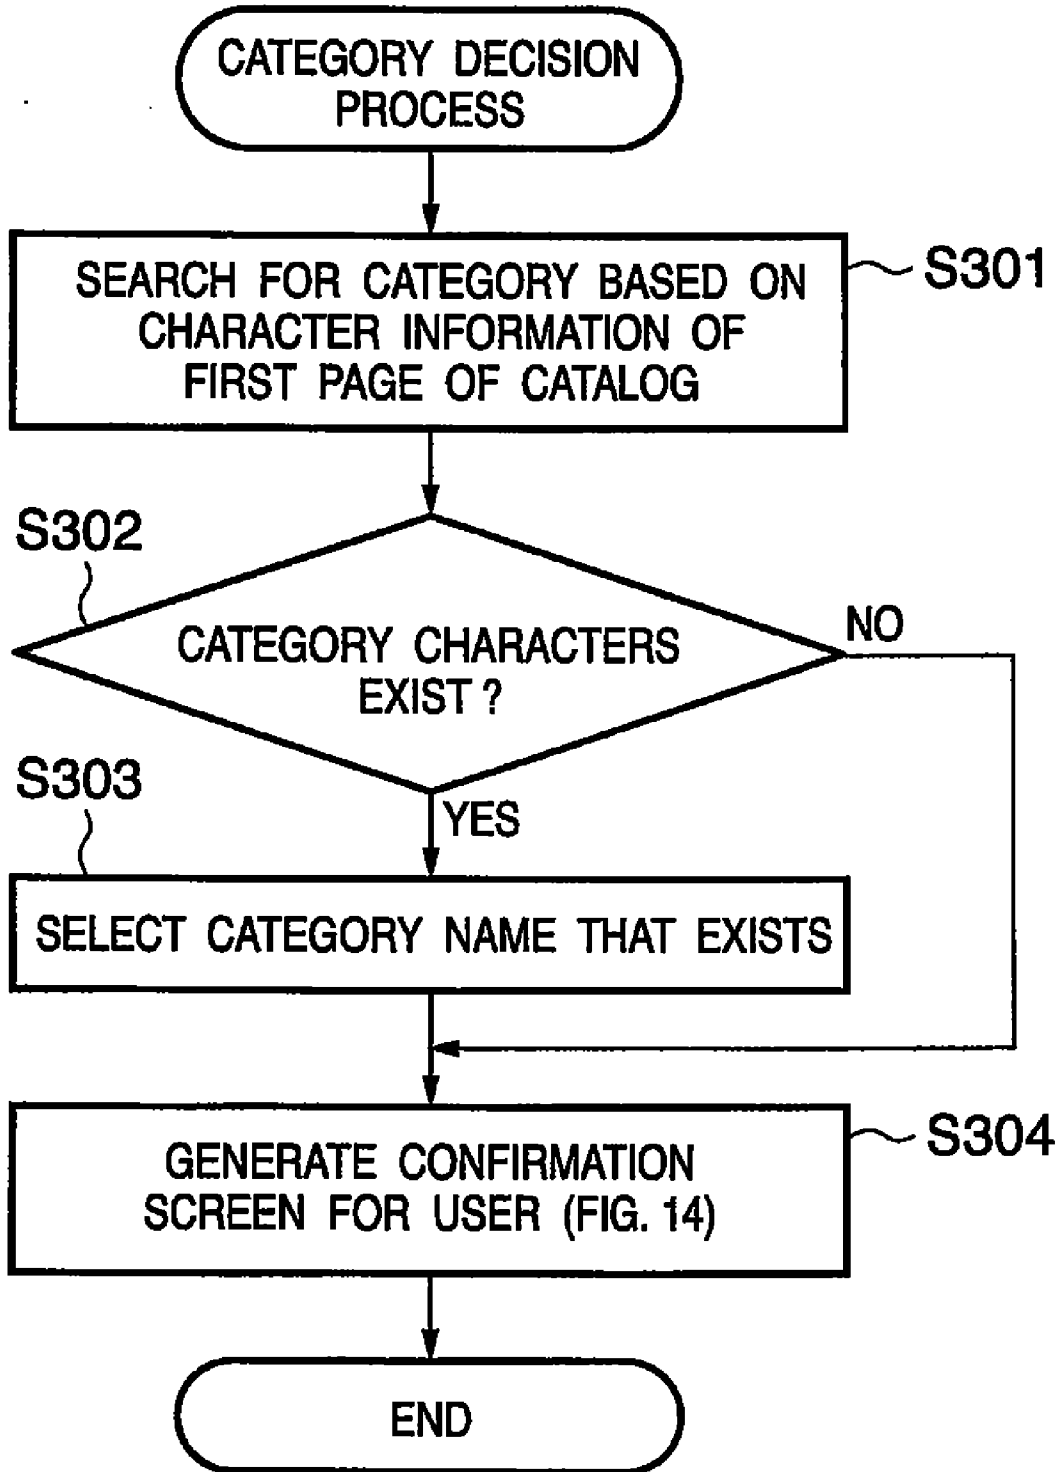 CATEGORY DECISION
PROCESS
SEARCH FOR CATEGORY BASED ON
CHARACTER INFORMATION OF
FIRST PAGE OF CATALOG
S301
S302
CATEGORY CHARACTERS
EXIST ?
NO
YES
S303
SELECT CATEGORY NAME THAT EXISTS
GENERATE CONFIRMATION
SCREEN FOR USER (FIG. 14)
S304
END